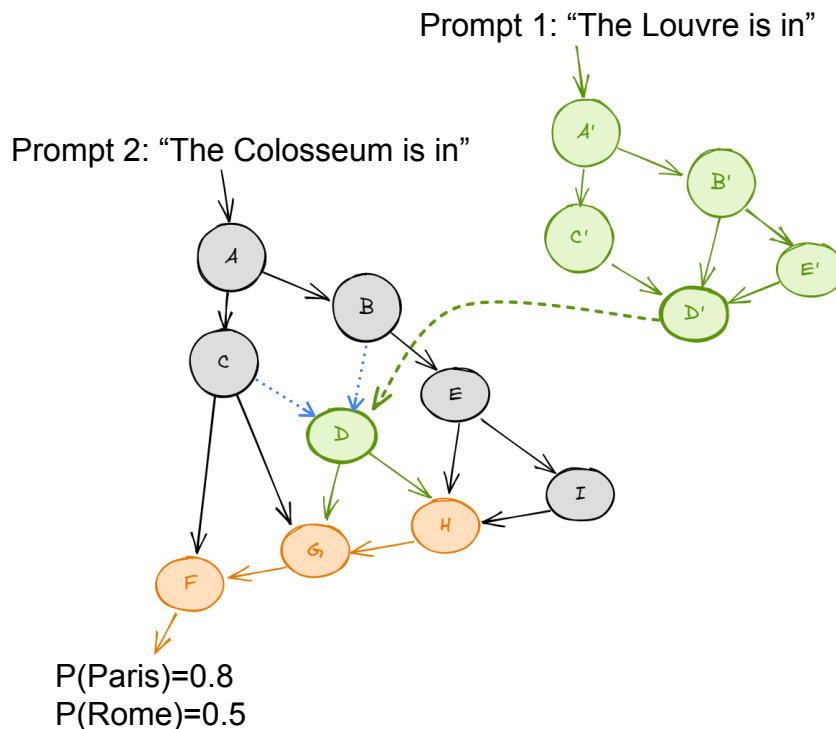 Prompt 1: “The Louvre is in”
A'
Prompt 2: “The Colosseum is in”
B'
C'
A
E'
B
D'
C
E
D
I
H
G
F
P(Paris)=0.8
P(Rome)=0.5